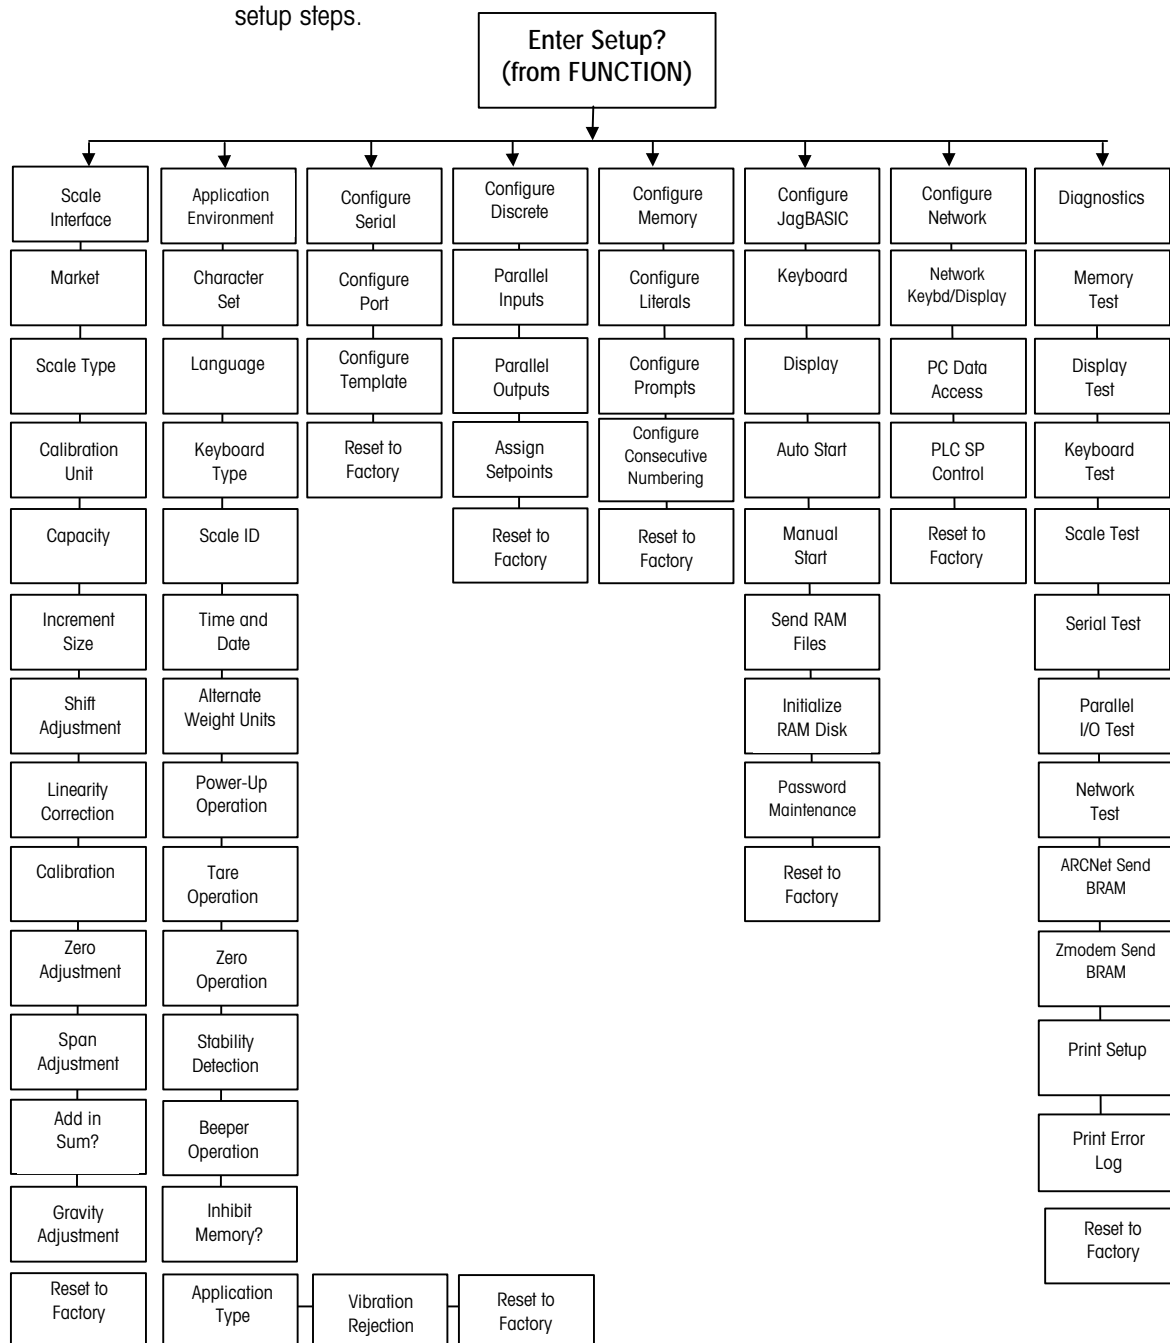 setup steps.
Enter Setup?
(from FUNCTION)
Scale
Interface
Market
Scale Type
Calibration
Unit
Capacity
Increment
Size
Shift
Adjustment
Linearity
Correction
Calibration
Zero
Adjustment
Span
Adjustment
Add in
Sum?
Gravity
Adjustment
Reset to
Factory
Application
Environment
Character
Set
Language
Keyboard
Type
Scale ID
Time and
Date
Alternate
Weight Units
Power-Up
Operation
Tare
Operation
Zero
Operation
Stability
Detection
Beeper
Operation
Inhibit
Memory?
Application
Type
Vibration
Rejection
Reset to
Factory
Configure
Serial
Configure
Port
Configure
Template
Reset to
Factory
Configure
Discrete
Parallel
Inputs
Parallel
Outputs
Assign
Setpoints
Reset to
Factory
Configure
Memory
Configure
Literals
Configure
Prompts
Configure
Consecutive
Numbering
Reset to
Factory
Configure
JagBASIC
Keyboard
Display
Auto Start
Manual
Start
Send RAM
Files
Initialize
RAM Disk
Password
Maintenance
Reset to
Factory
Configure
Network
Network
Keybd/Display
PC Data
Access
PLC SP
Control
Reset to
Factory
Diagnostics
Memory
Test
Display
Test
Keyboard
Test
Scale Test
Serial Test
Parallel
I/O Test
Network
Test
ARCNet Send
BRAM
Zmodem Send
BRAM
Print Setup
Print Error
Log
Reset to
Factory